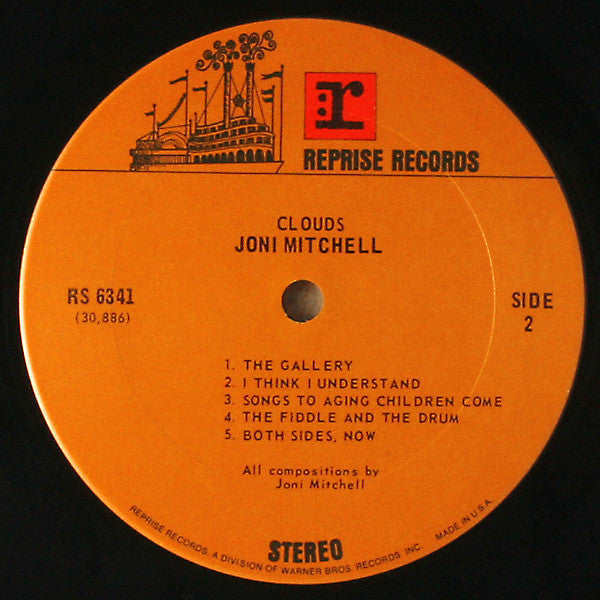 r
REPRISE RECORDS
CLOUDS
JONI MITCHELL
RS 6341
(30,886)
SIDE
2
1. THE GALLERY
2. I THINK I UNDERSTAND
3. SONGS TO AGING CHILDREN COME
4. THE FIDDLE AND THE DRUM
5. BOTH SIDES, NOW
All compositions by
Joni Mitchell
STEREO
REPRISE RECORDS. A DIVISION OF WARNER BROS. RECORDS, INC. MADE IN U.S.A.